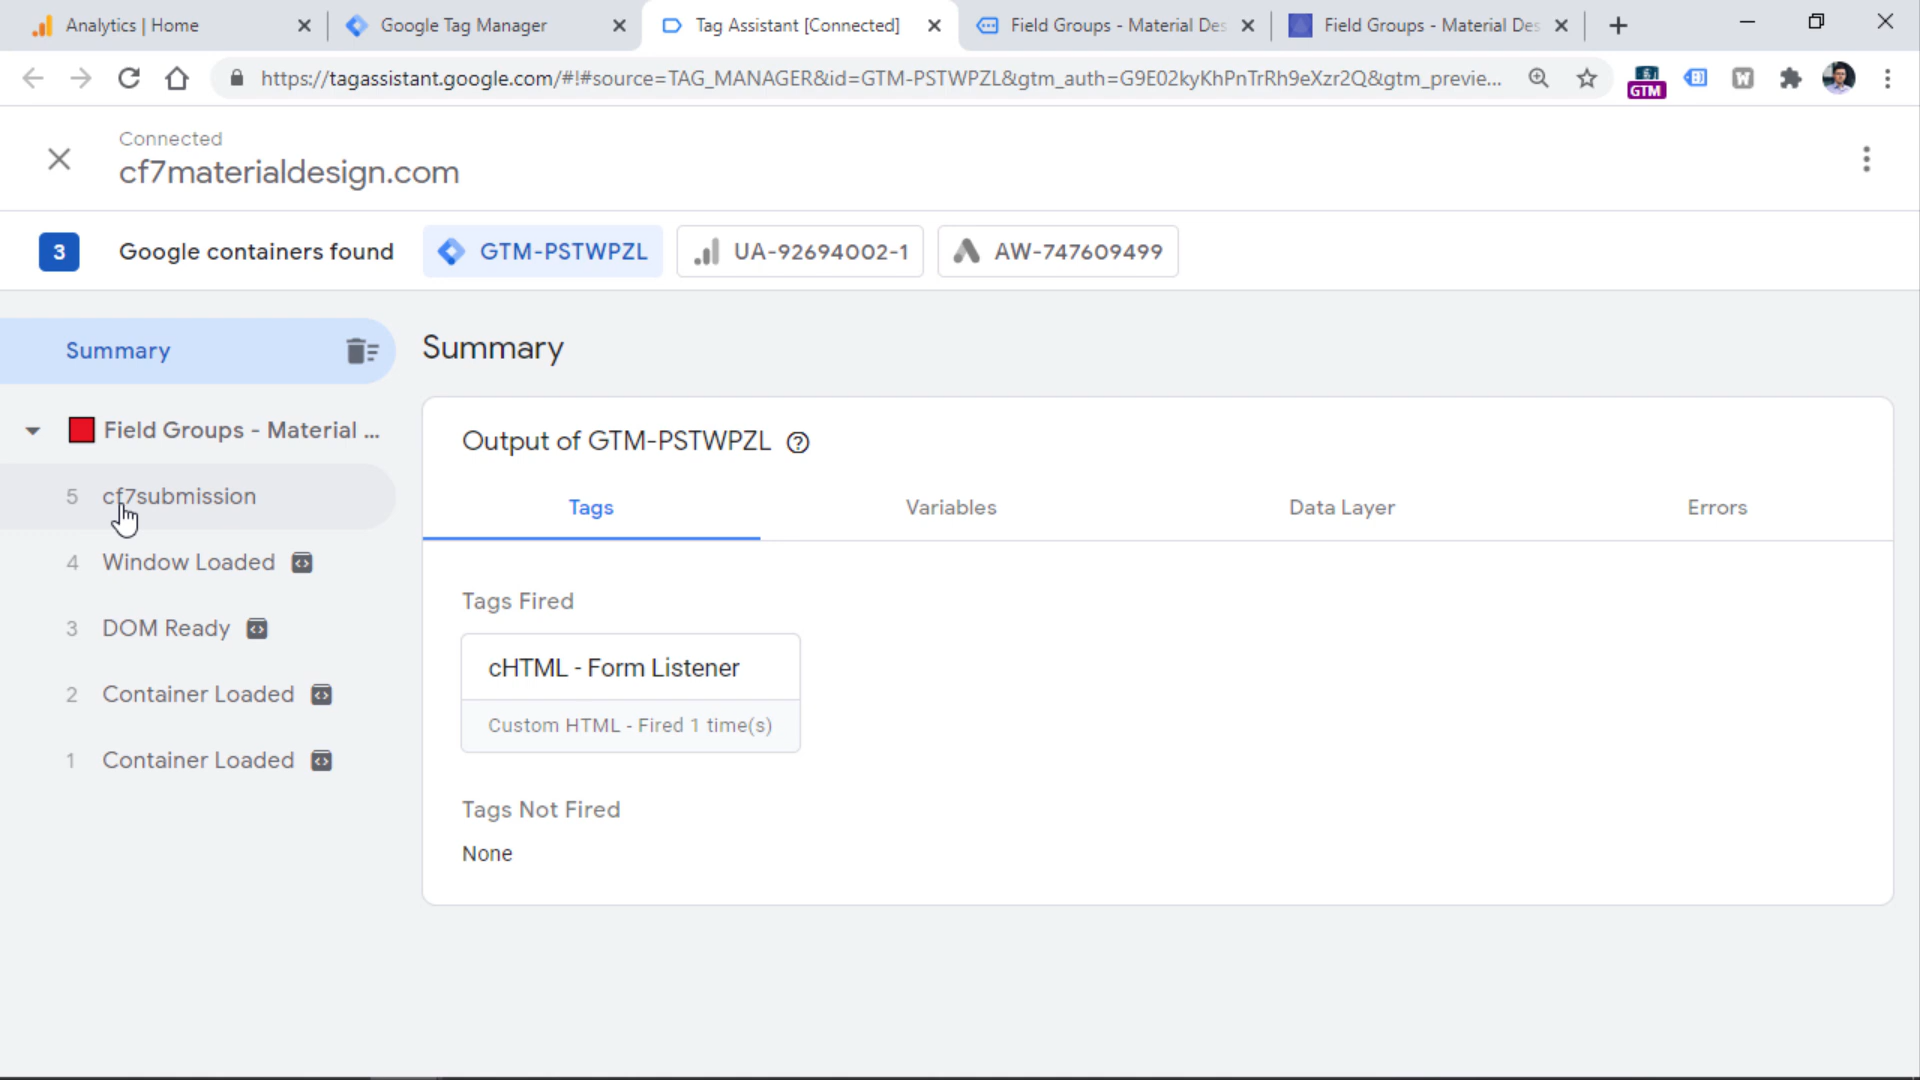 Analytics | Home
Google Tag Manager
Tag Assistant [Connected]
Field Groups - Material Des
Field Groups - Material Des
https://tagassistant.google.com/#!#source=TAG_MANAGER&id=GTM-PSTWPZL&gtm_auth=G9E02kyKhPnTrRh9eXzr2Q&gtm_previe...
GTM
W
Connected
cf7materialdesign.com
3
Google containers found
GTM-PSTWPZL
UA-92694002-1
AW-747609499
Summary
Summary
Field Groups - Material ...
5 cf7submission
4 Window Loaded
3 DOM Ready
2 Container Loaded
1 Container Loaded
Output of GTM-PSTWPZL
Tags
Variables
Data Layer
Errors
Tags Fired
cHTML - Form Listener
Custom HTML - Fired 1 time(s)
Tags Not Fired
None